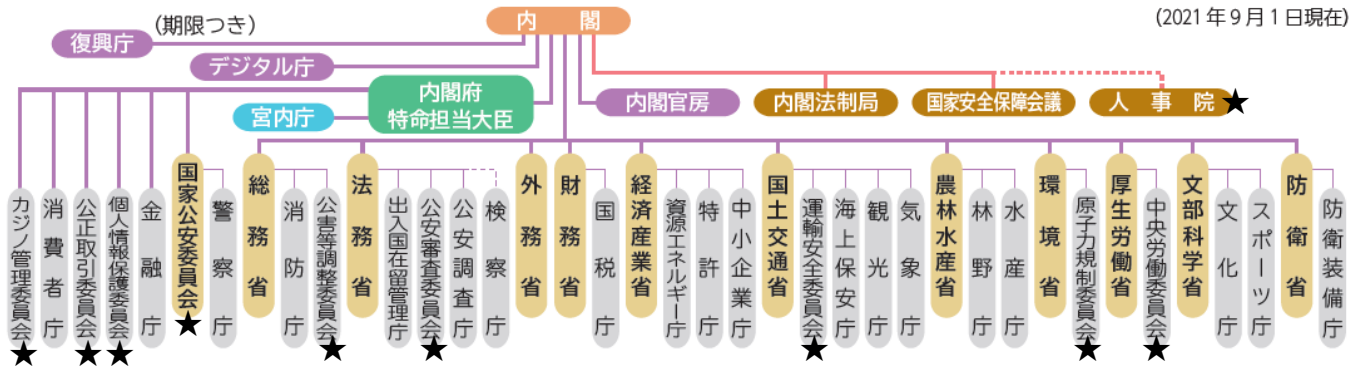 内閣
(2021年9月1日現在)
復興庁
(期限つき)
デジタル庁
内閣府
特命担当大臣
宮内庁
内閣官房
内閣法制局
国家安全保障会議
人事院★
カジノ管理委員会★
消費者庁
公正取引委員会★
個人情報保護委員会★
金融庁
国家公安委員会★
警察庁
総務省
消防庁
公害等調整委員会★
法務省
出入国在留管理庁
公安審査委員会★
公安調査庁
検察庁
外務省
財務省
国税庁
経済産業省
資源エネルギー庁
特許庁
中小企業庁
国土交通省
運輸安全委員会★
海上保安庁
観光庁
気象庁
農林水産省
林野庁
水産庁
環境省
原子力規制委員会★
厚生労働省
中央労働委員会★
文部科学省
文化庁
スポーツ庁
防衛省
防衛装備庁